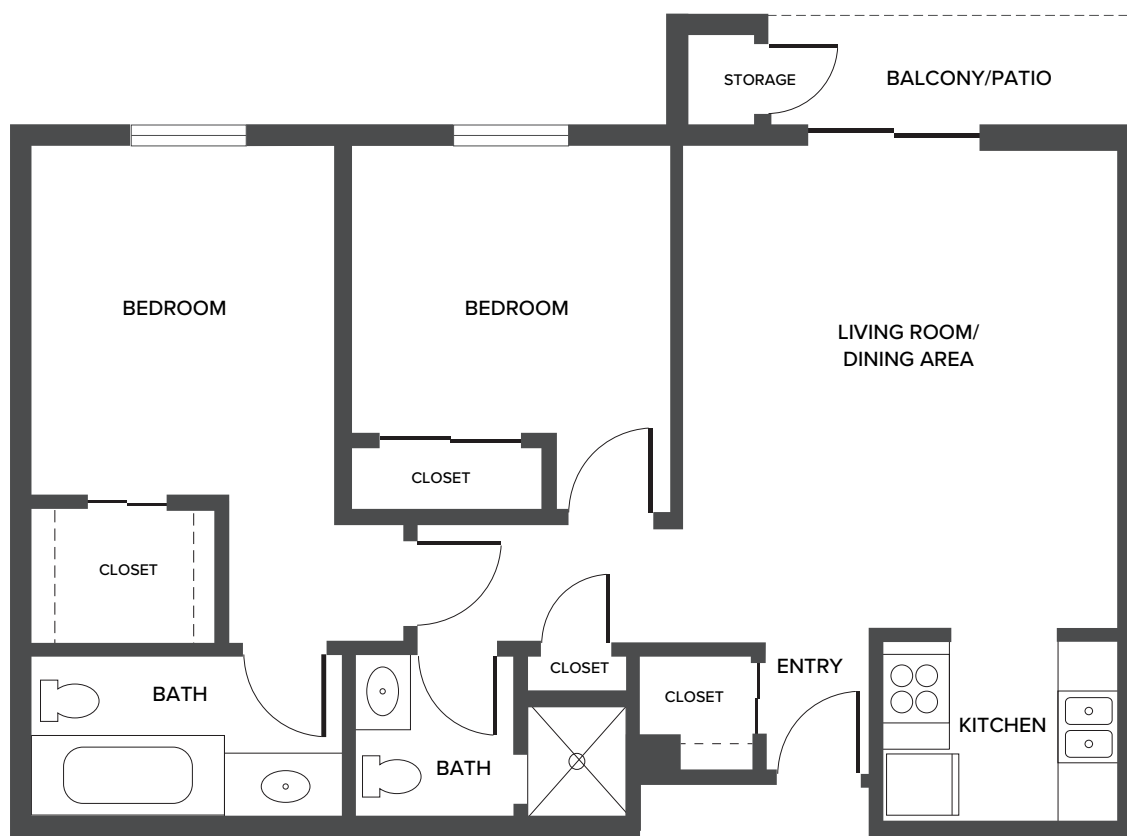 STORAGE
BALCONY/PATIO
BEDROOM
BEDROOM
LIVING ROOM/
DINING AREA
CLOSET
CLOSET
CLOSET
ENTRY
BATH
CLOSET
KITCHEN
BATH